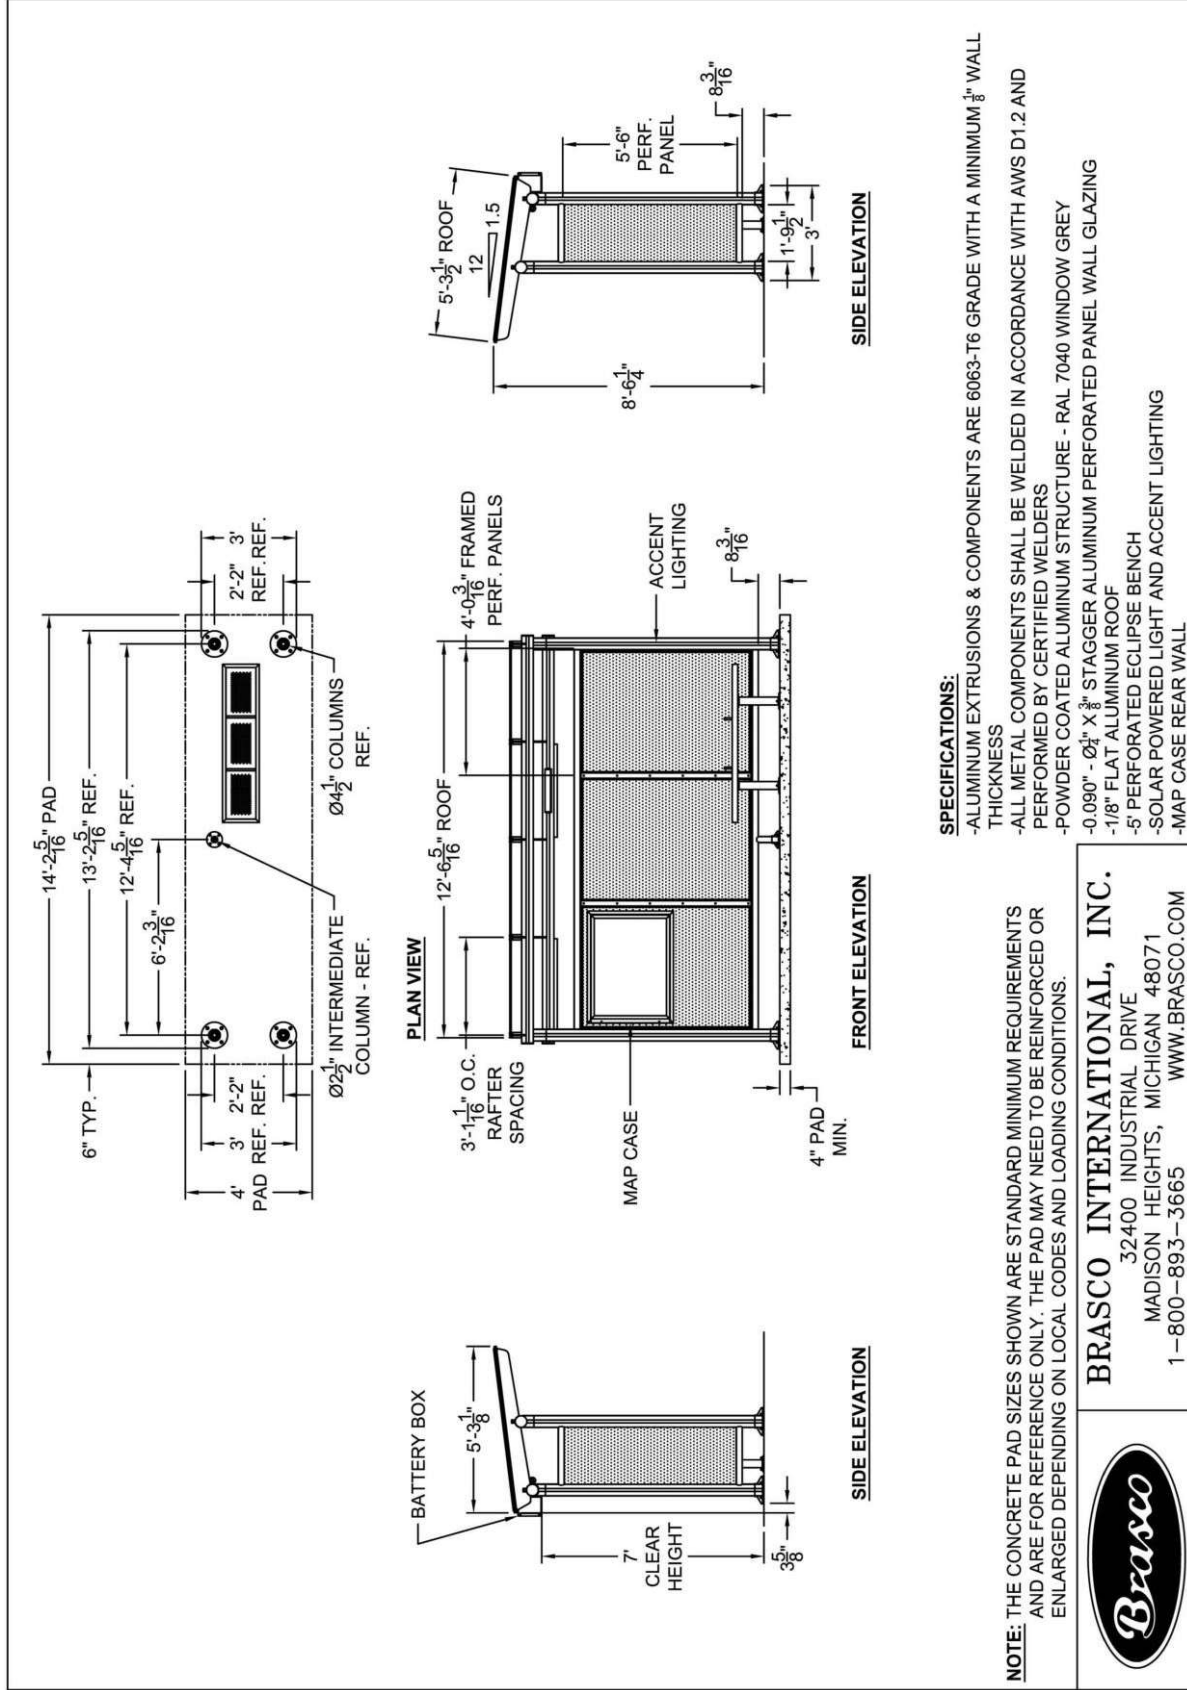 14'-2 5/16" PAD
13'-2 5/16" REF.
12'-4 5/16" REF.
6'-2 3/16"
6" TYP.
4'
PAD
3'
REF.
2'-2"
REF.
2'-2"
REF.
3'
REF.
Ø2 1/2" INTERMEDIATE
COLUMN - REF.
Ø4 1/2" COLUMNS
REF.
PLAN VIEW
BATTERY BOX
5'-3 1/8"
7'
CLEAR
HEIGHT
3 5/8"
SIDE ELEVATION
3'-1 1/16" O.C.
RAFTER
SPACING
12'-6 5/16" ROOF
4'-0 3/16" FRAMED
PERF. PANELS
MAP CASE
ACCENT
LIGHTING
8 3/16"
4" PAD
MIN.
FRONT ELEVATION
5'-3 1/2" ROOF
12
1.5
8'-6 1/4"
5'-6"
PERF.
PANEL
8 3/16"
1'-9 1/2"
3'
SIDE ELEVATION
NOTE: THE CONCRETE PAD SIZES SHOWN ARE STANDARD MINIMUM REQUIREMENTS
AND ARE FOR REFERENCE ONLY. THE PAD MAY NEED TO BE REINFORCED OR
ENLARGED DEPENDING ON LOCAL CODES AND LOADING CONDITIONS.
SPECIFICATIONS:
-ALUMINUM EXTRUSIONS & COMPONENTS ARE 6063-T6 GRADE WITH A MINIMUM 1/8" WALL
THICKNESS
-ALL METAL COMPONENTS SHALL BE WELDED IN ACCORDANCE WITH AWS D1.2 AND
PERFORMED BY CERTIFIED WELDERS
-POWDER COATED ALUMINUM STRUCTURE - RAL 7040 WINDOW GREY
-0.090" - Ø1/4" X 3/8" STAGGER ALUMINUM PERFORATED PANEL WALL GLAZING
-1/8" FLAT ALUMINUM ROOF
-5' PERFORATED ECLIPSE BENCH
-SOLAR POWERED LIGHT AND ACCENT LIGHTING
-MAP CASE REAR WALL
Brasco
BRASCO INTERNATIONAL, INC.
32400 INDUSTRIAL DRIVE
MADISON HEIGHTS, MICHIGAN 48071
1-800-893-3665 WWW.BRASCO.COM